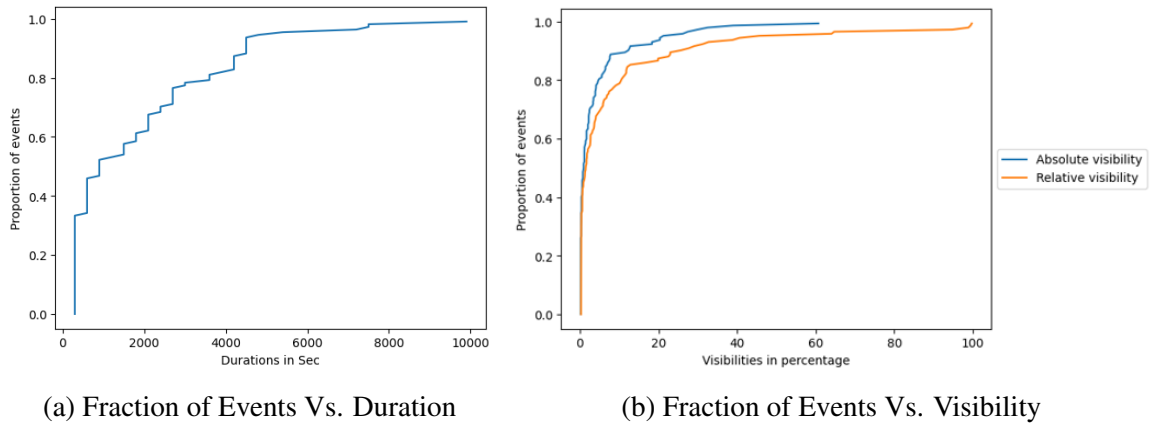 1.0
0.8
0.6
0.4
0.2
0.0
Proportion of events
0 2000 4000 6000 8000 10000
Durations in Sec
(a) Fraction of Events Vs. Duration
1.0
0.8
0.6
0.4
0.2
0.0
Proportion of events
0 20 40 60 80 100
Visibilities in percentage
Absolute visibility
Relative visibility
(b) Fraction of Events Vs. Visibility